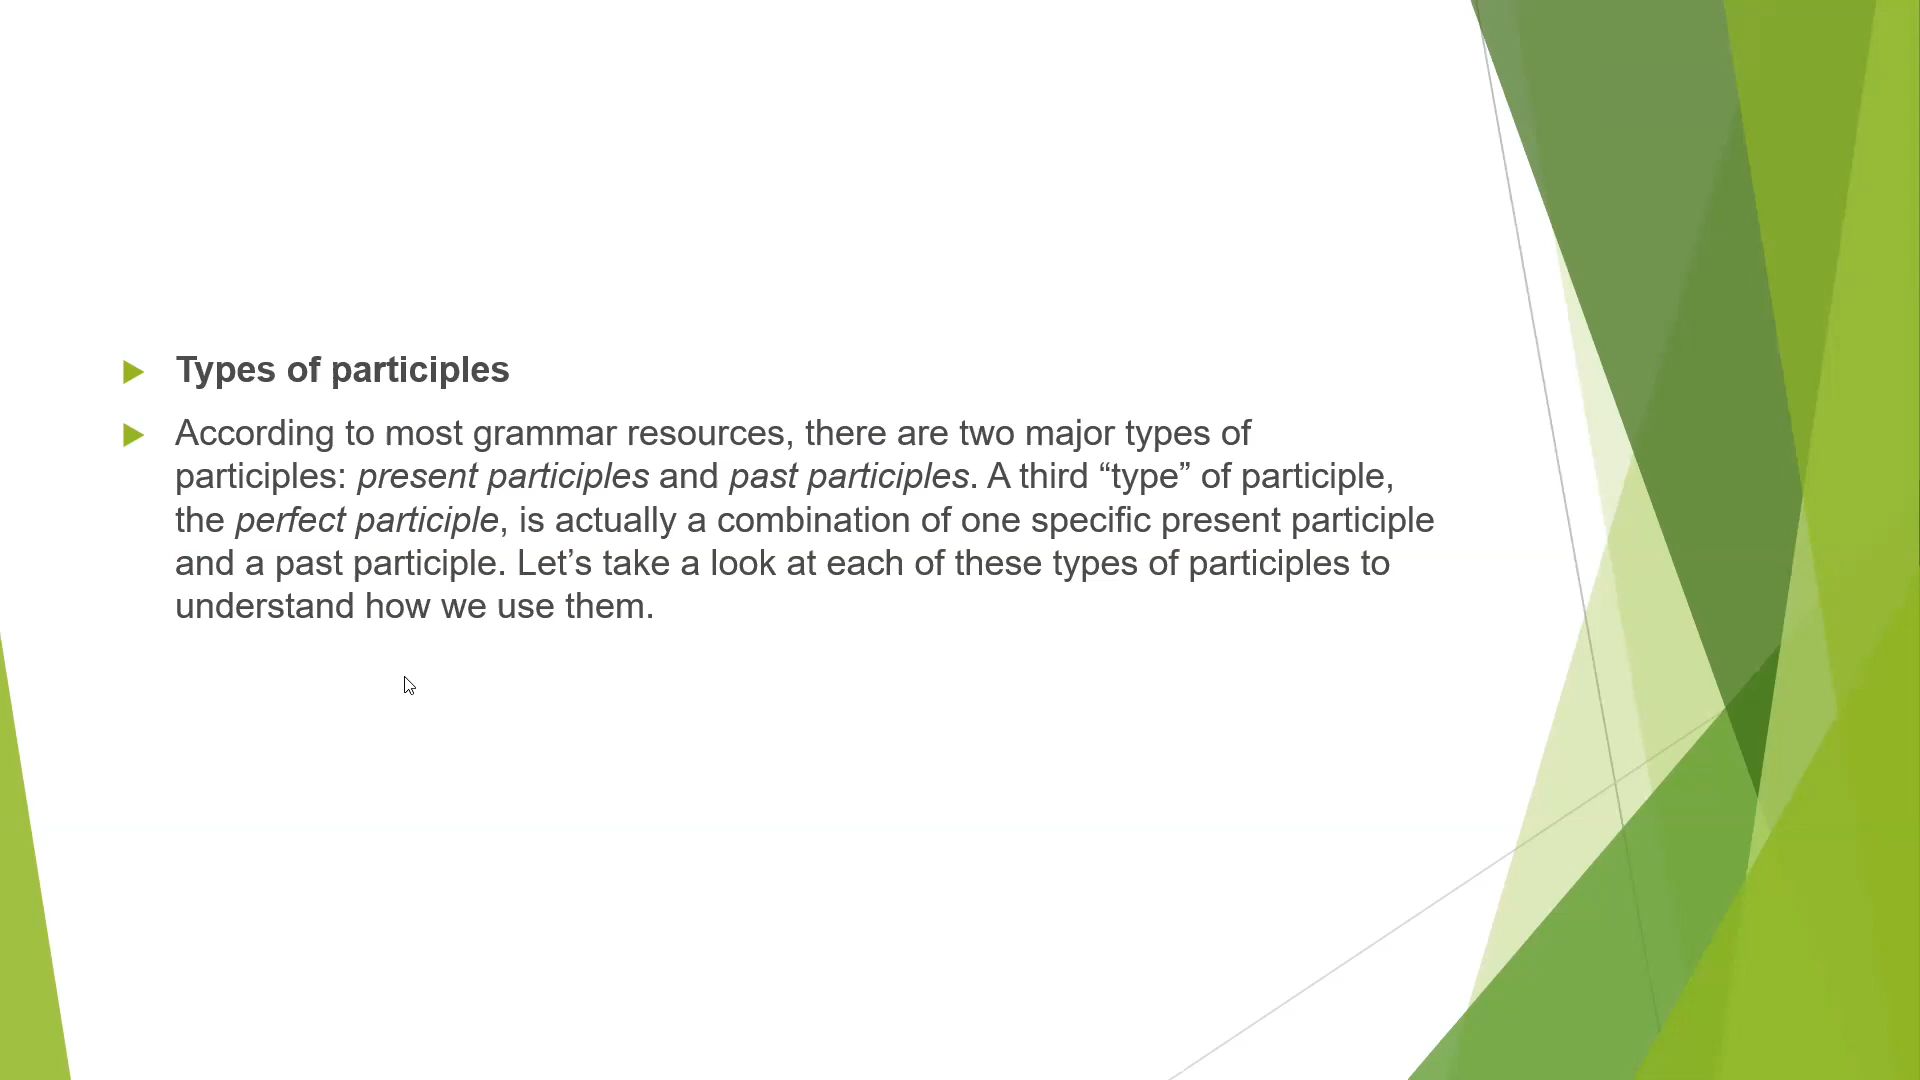 Types of participles
According to most grammar resources, there are two major types of
participles: present participles and past participles. A third “type” of participle,
the perfect participle, is actually a combination of one specific present participle
and a past participle. Let’s take a look at each of these types of participles to
understand how we use them.